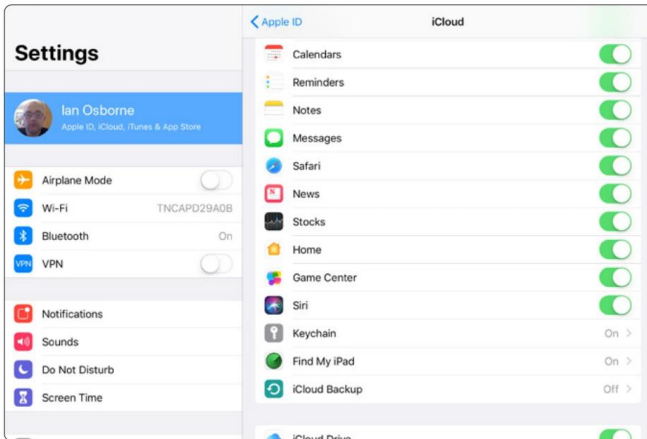 Settings
Ian Osborne
Apple ID, iCloud, iTunes & App Store
Airplane Mode
Wi-Fi TNCAPD29A0B
Bluetooth On
VPN VPN
Notifications
Sounds
Do Not Disturb
Screen Time
Apple ID iCloud
Calendars
Reminders
Notes
Messages
Safari
News
Stocks
Home
Game Center
Siri
Keychain On
Find My iPad On
iCloud Backup Off
iCloud Drive